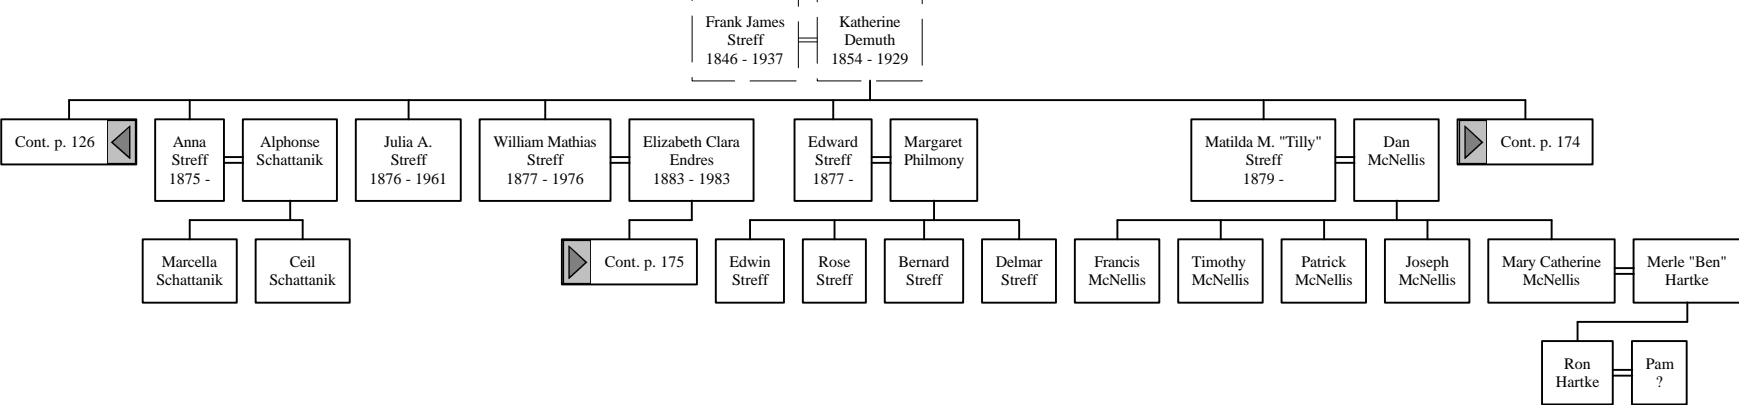 Frank James
Streff
1846 - 1937
Katherine
Demuth
1854 - 1929
Cont. p. 126
Anna
Streff
1875 -
Alphonse
Schattanik
Julia A.
Streff
1876 - 1961
William Mathias
Streff
1877 - 1976
Elizabeth Clara
Endres
1883 - 1983
Edward
Streff
1877 -
Margaret
Philmony
Matilda M. "Tilly"
Streff
1879 -
Dan
McNellis
Cont. p. 174
Marcella
Schattanik
Ceil
Schattanik
Cont. p. 175
Edwin
Streff
Rose
Streff
Bernard
Streff
Delmar
Streff
Francis
McNellis
Timothy
McNellis
Patrick
McNellis
Joseph
McNellis
Mary Catherine
McNellis
Merle "Ben"
Hartke
Ron
Hartke
Pam
?